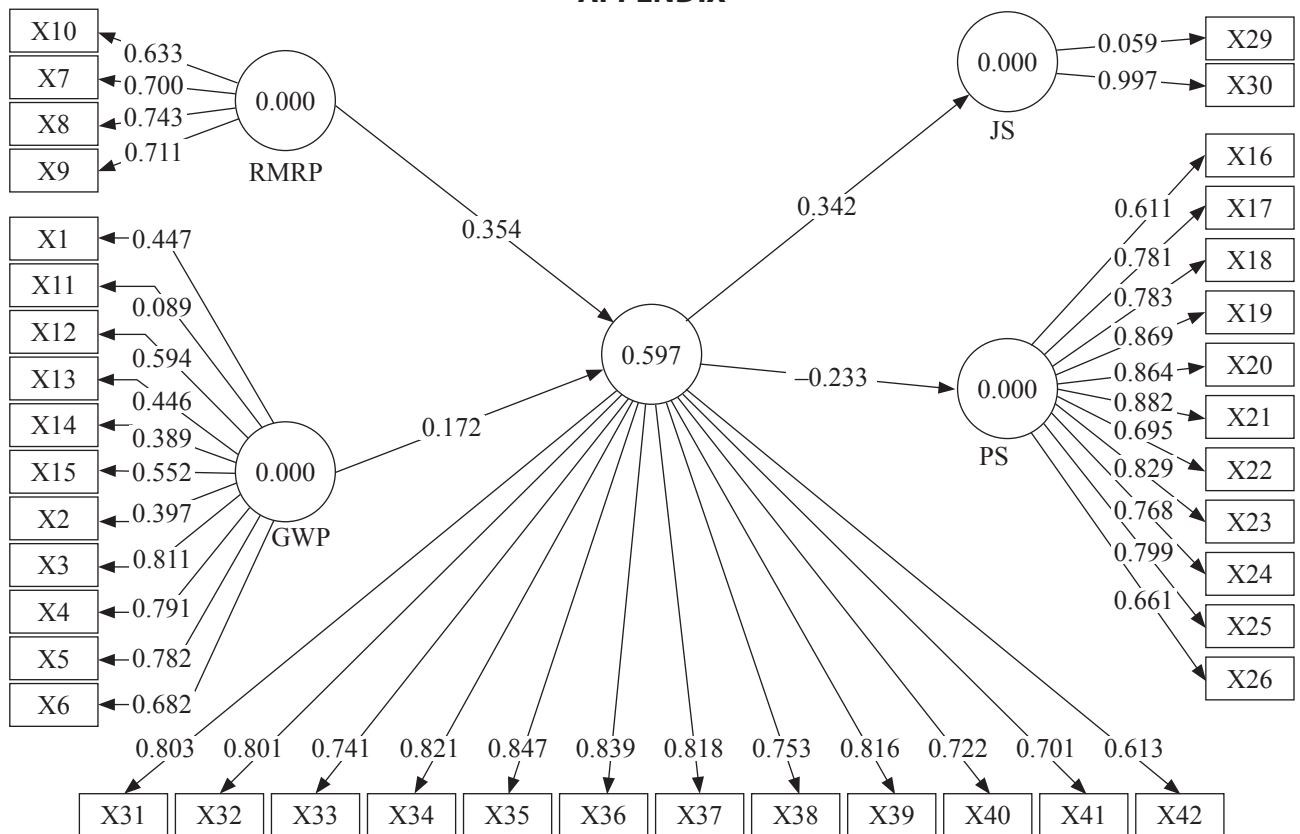 APPENDIX
X10
X7
X8
X9
0.633
0.700
0.743
0.711
0.000
RMRP
0.354
X1
X11
X12
X13
X14
X15
X2
X3
X4
X5
X6
0.447
0.089
0.594
0.446
0.389
0.552
0.397
0.811
0.791
0.782
0.682
0.000
GWP
0.172
0.597
0.342
–0.233
0.000
JS
0.059
0.997
X29
X30
0.000
PS
0.611
0.781
0.783
0.869
0.864
0.882
0.695
0.829
0.768
0.799
0.661
X16
X17
X18
X19
X20
X21
X22
X23
X24
X25
X26
0.803 0.801 0.741 0.821 0.847 0.839 0.818 0.753 0.816 0.722 0.701 0.613
X31 X32 X33 X34 X35 X36 X37 X38 X39 X40 X41 X42